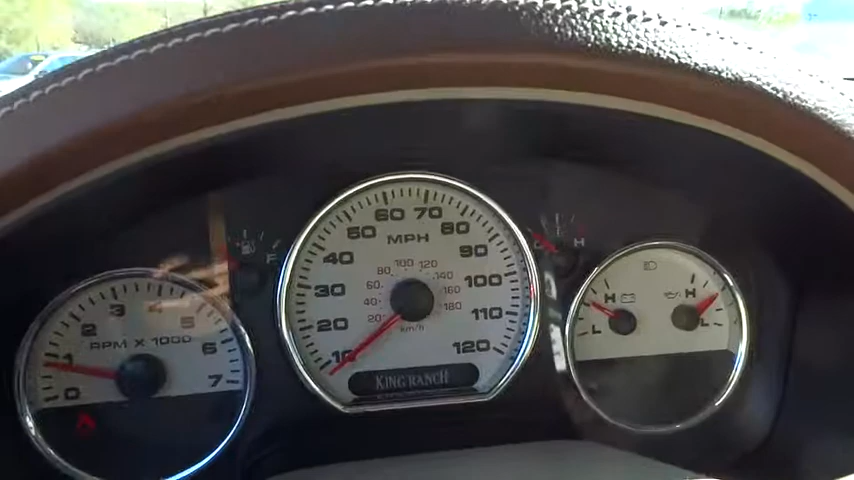 F
C H
60 70
50 80
MPH
40 90
100 120
80 140
30 60 160 100
40 180
20
20 110
km/h
10 120
KING RANCH
3 4
2 5
RPM X 1000
1 6
0 7
H H
L L